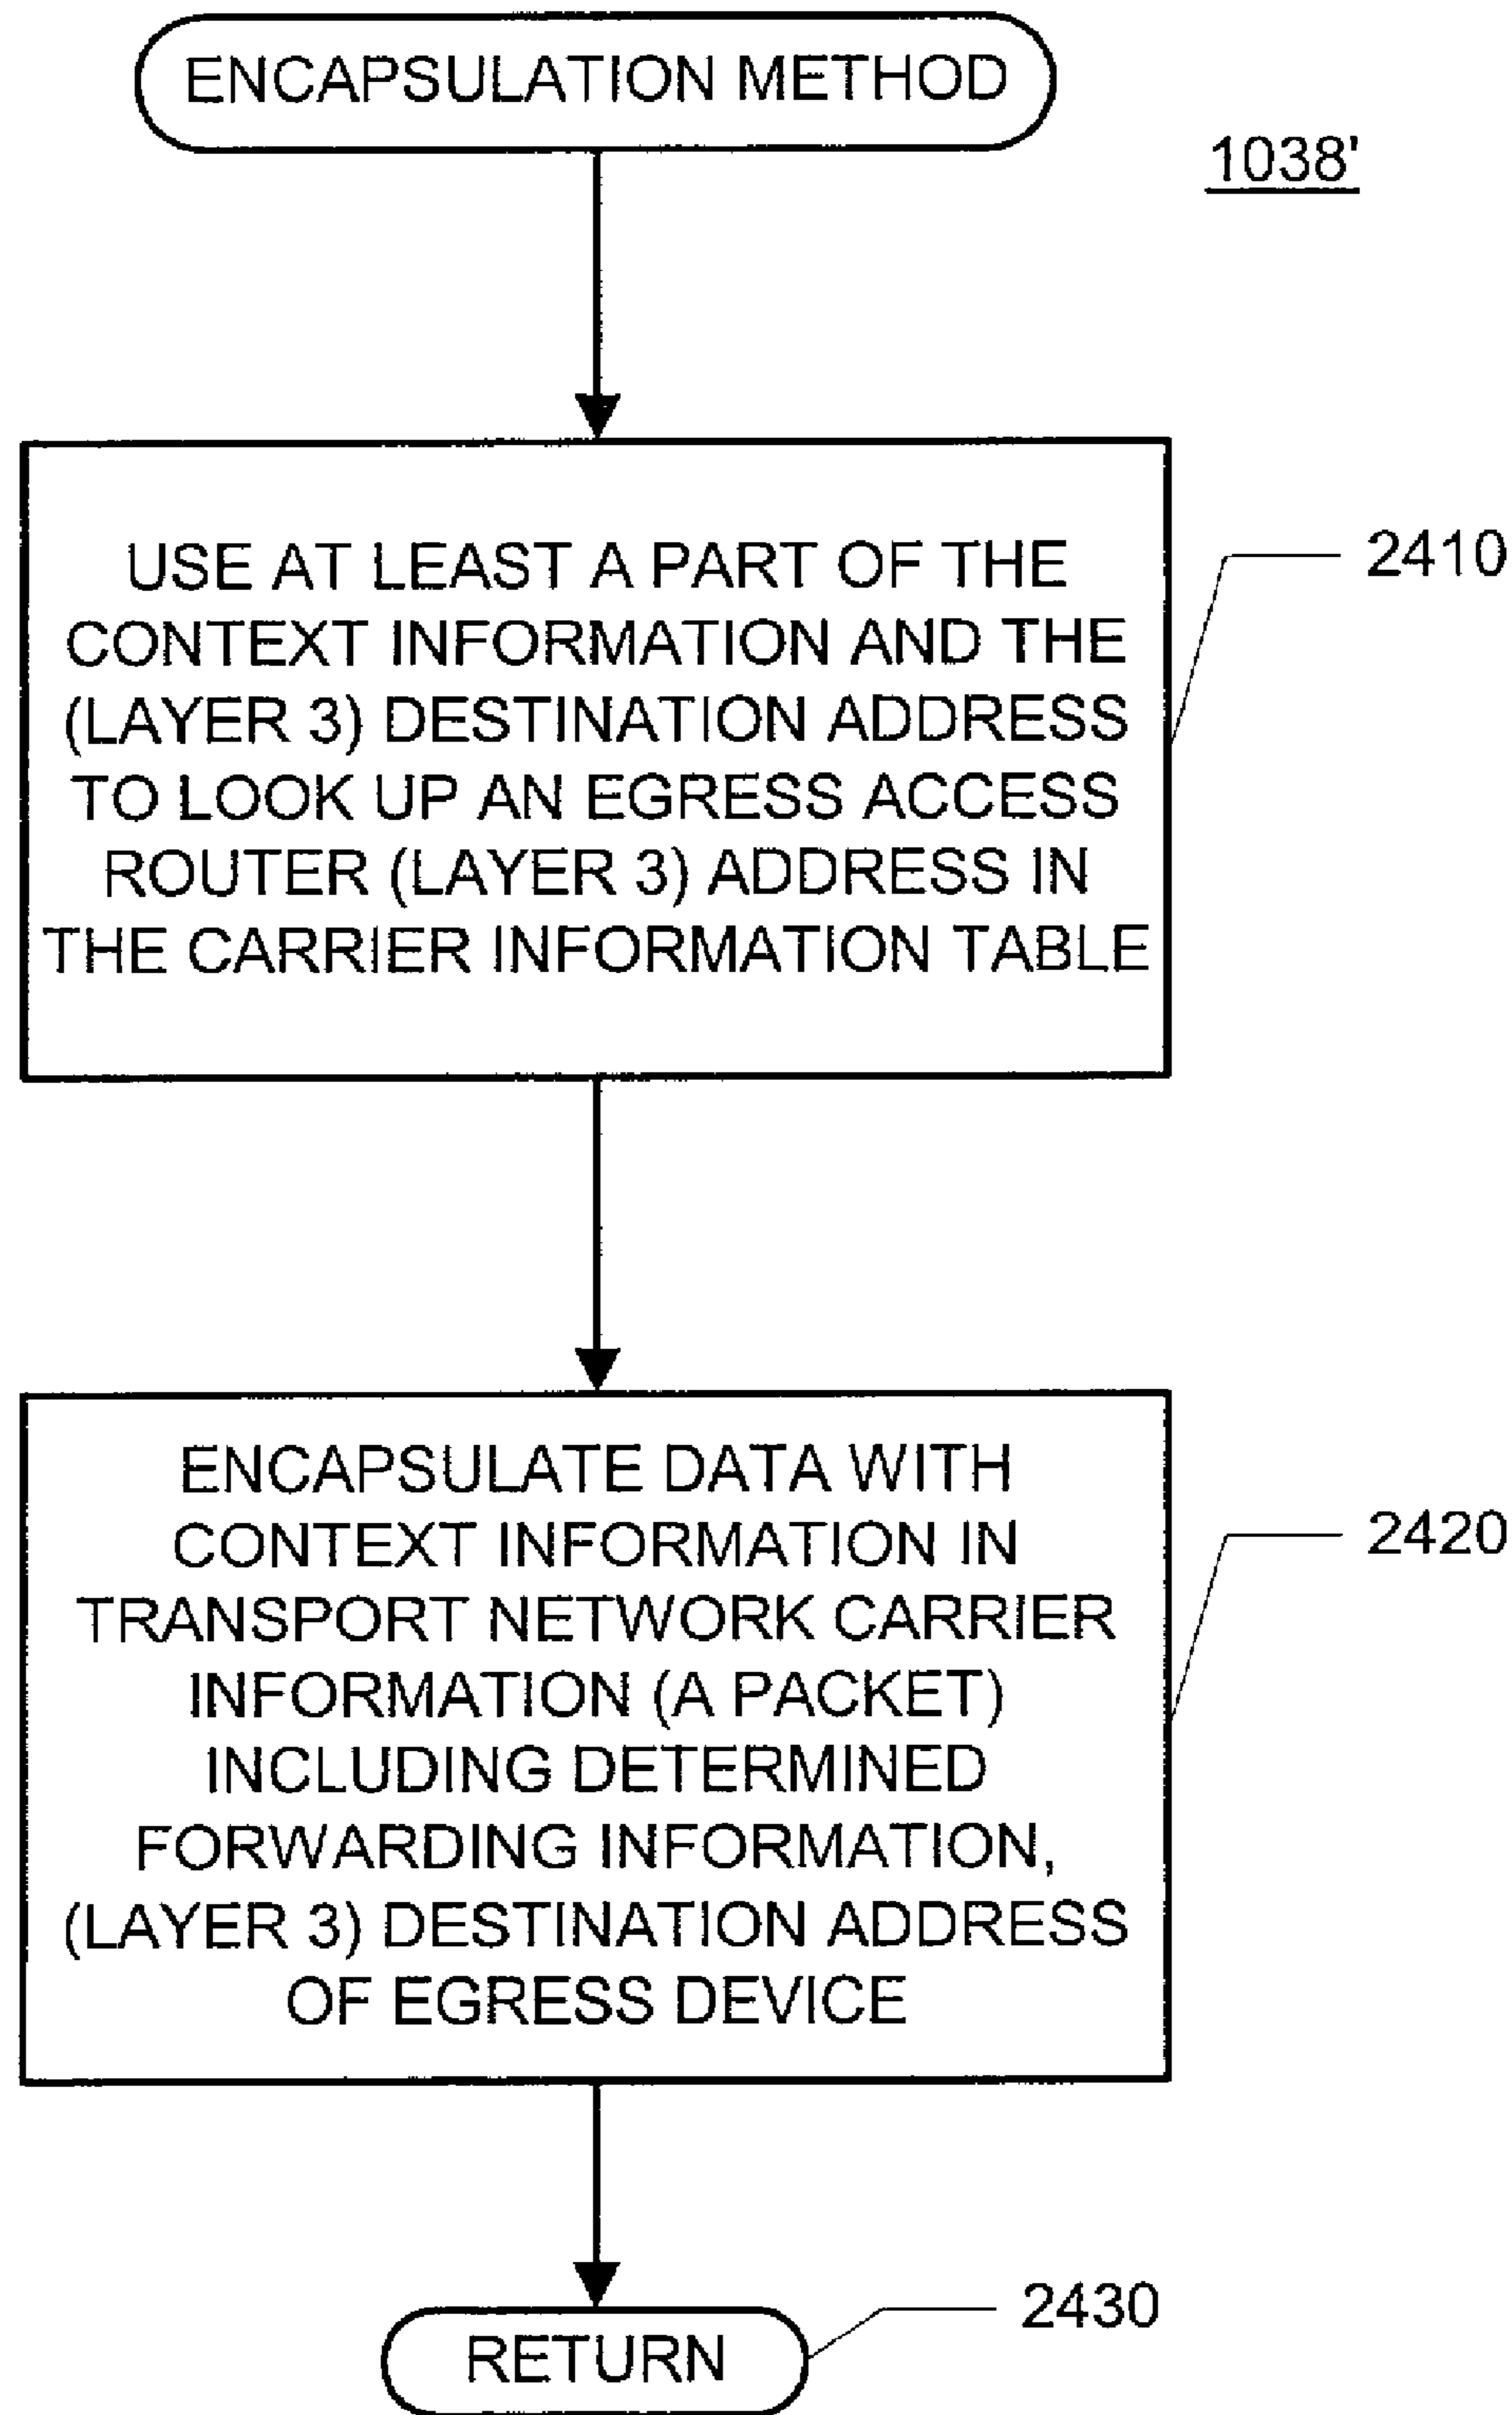 ENCAPSULATION METHOD
1038'
USE AT LEAST A PART OF THE
CONTEXT INFORMATION AND THE
(LAYER 3) DESTINATION ADDRESS
TO LOOK UP AN EGRESS ACCESS
ROUTER (LAYER 3) ADDRESS IN
THE CARRIER INFORMATION TABLE
2410
ENCAPSULATE DATA WITH
CONTEXT INFORMATION IN
TRANSPORT NETWORK CARRIER
INFORMATION (A PACKET)
INCLUDING DETERMINED
FORWARDING INFORMATION,
(LAYER 3) DESTINATION ADDRESS
OF EGRESS DEVICE
2420
RETURN
2430